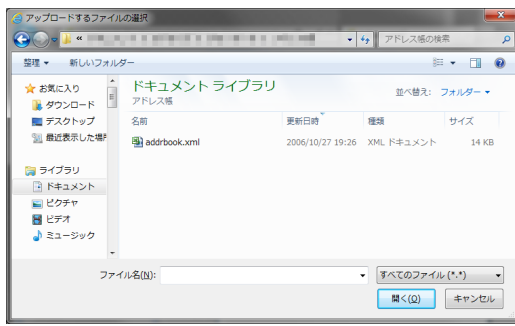 アップロードするファイルの選択
«
アドレス帳の検索
整理 ▼ 新しいフォルダー
お気に入り
ダウンロード
デスクトップ
最近表示した場所
ライブラリ
ドキュメント
ピクチャ
ビデオ
ミュージック
ドキュメント ライブラリ
アドレス帳
並べ替え: フォルダー ▼
名前 更新日時 種類 サイズ
addrbook.xml 2006/10/27 19:26 XML ドキュメント 14 KB
ファイル名(N):
すべてのファイル (*.*)
開く(O) キャンセル